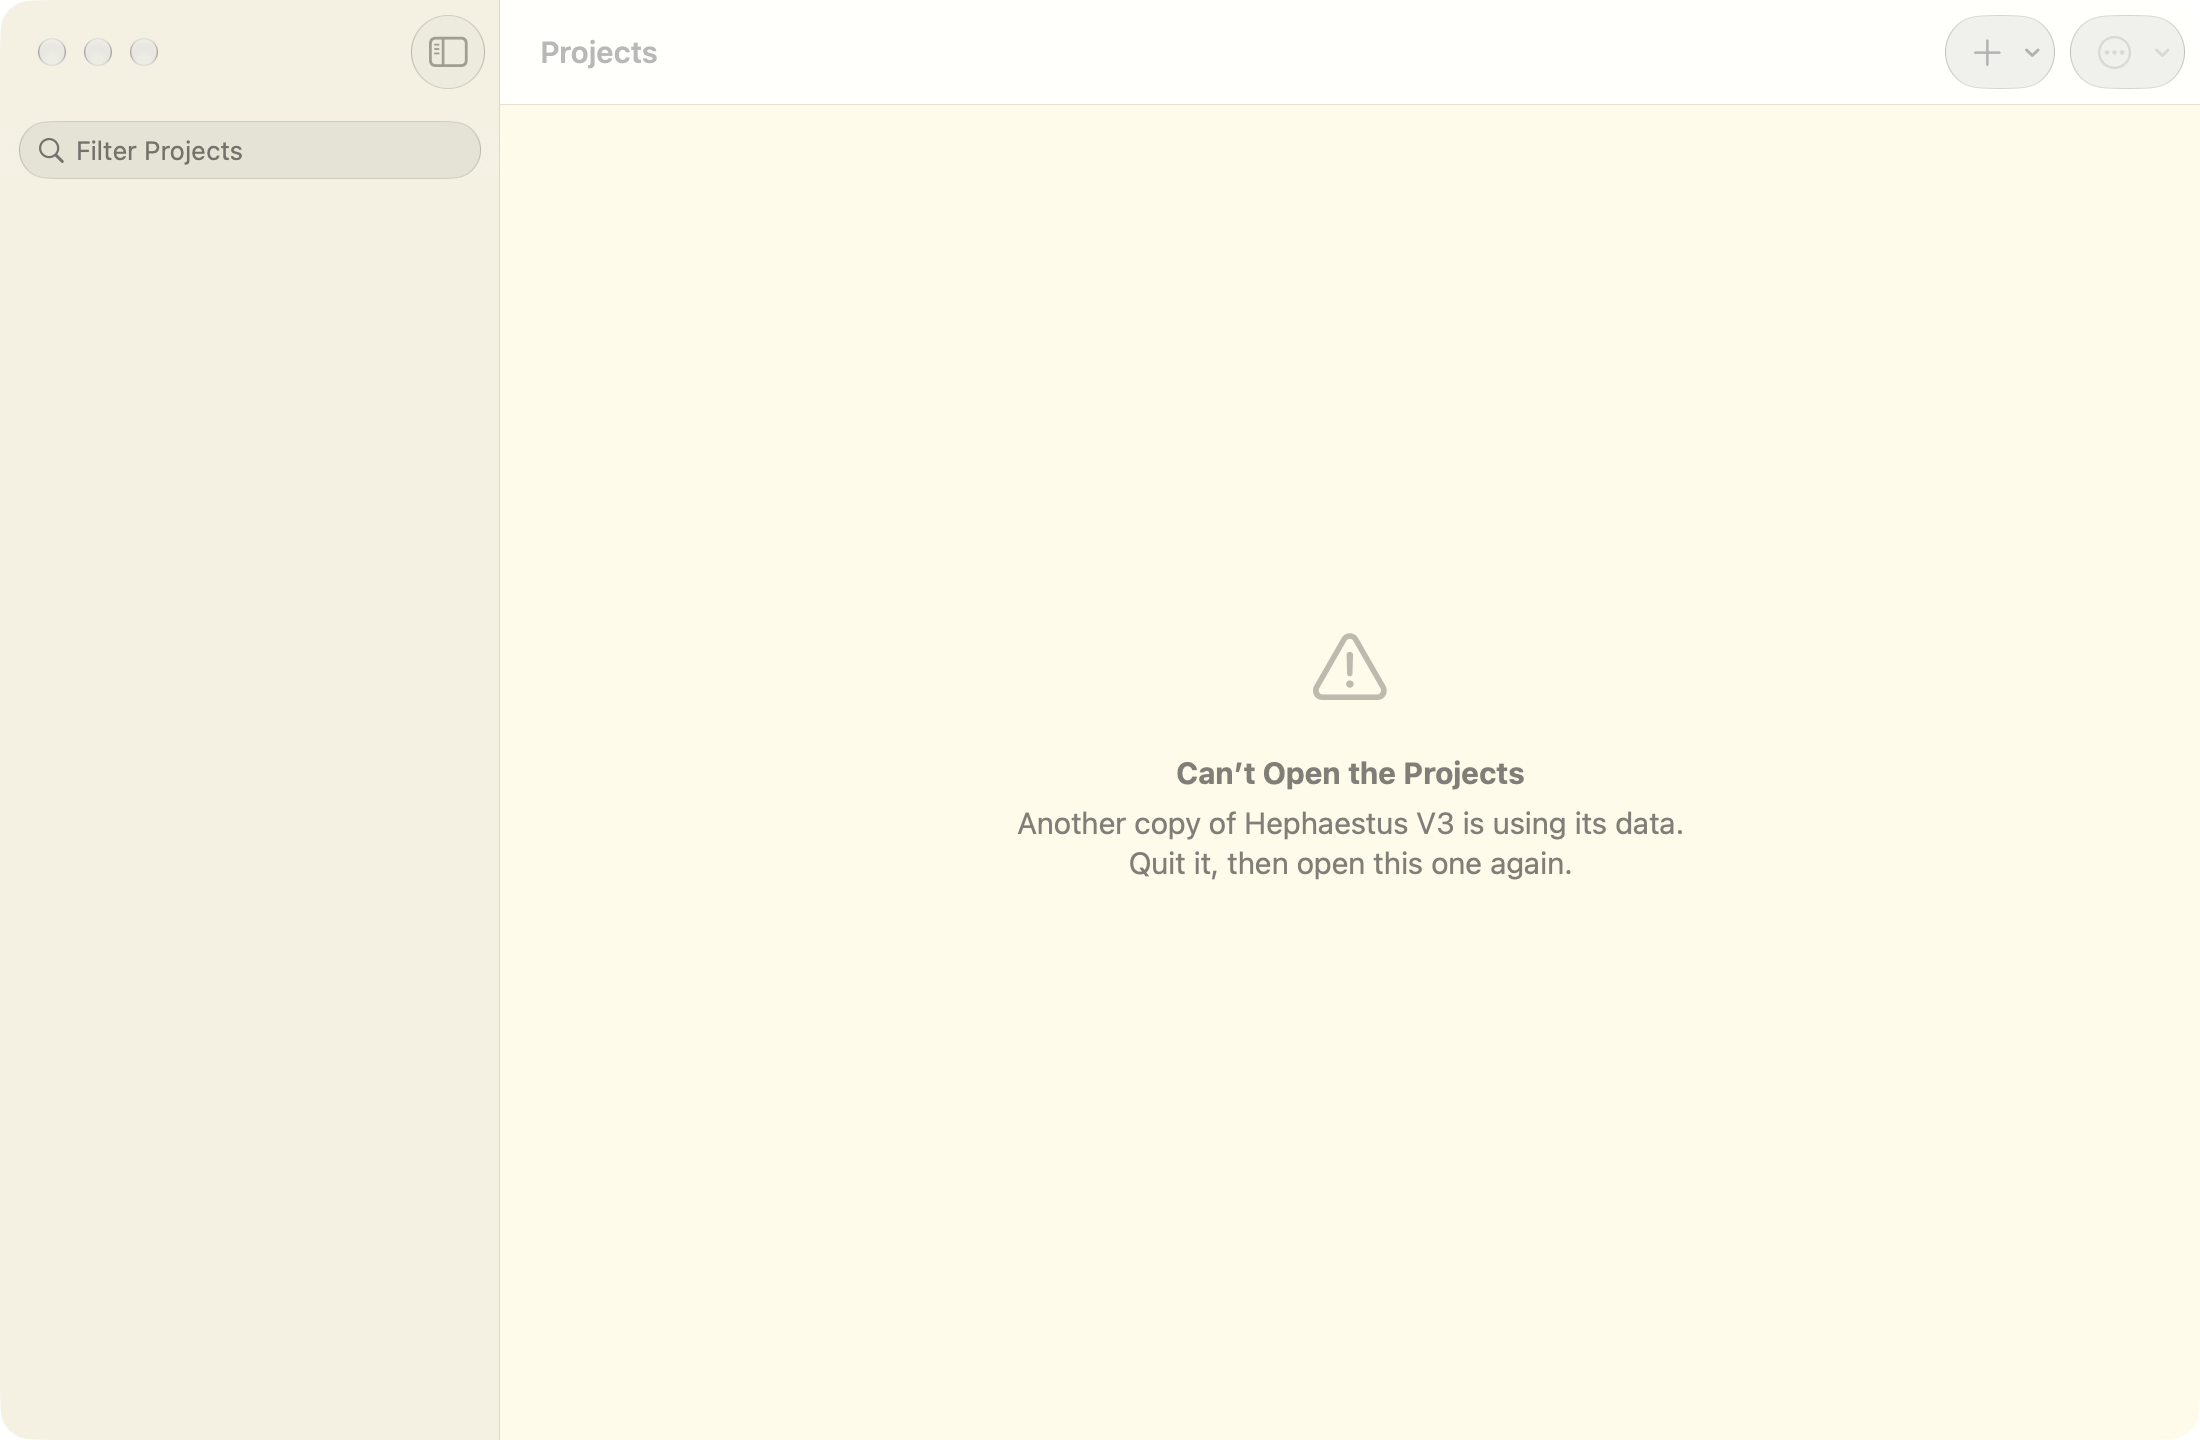 Projects
Filter Projects
Can’t Open the Projects
Another copy of Hephaestus V3 is using its data.
Quit it, then open this one again.